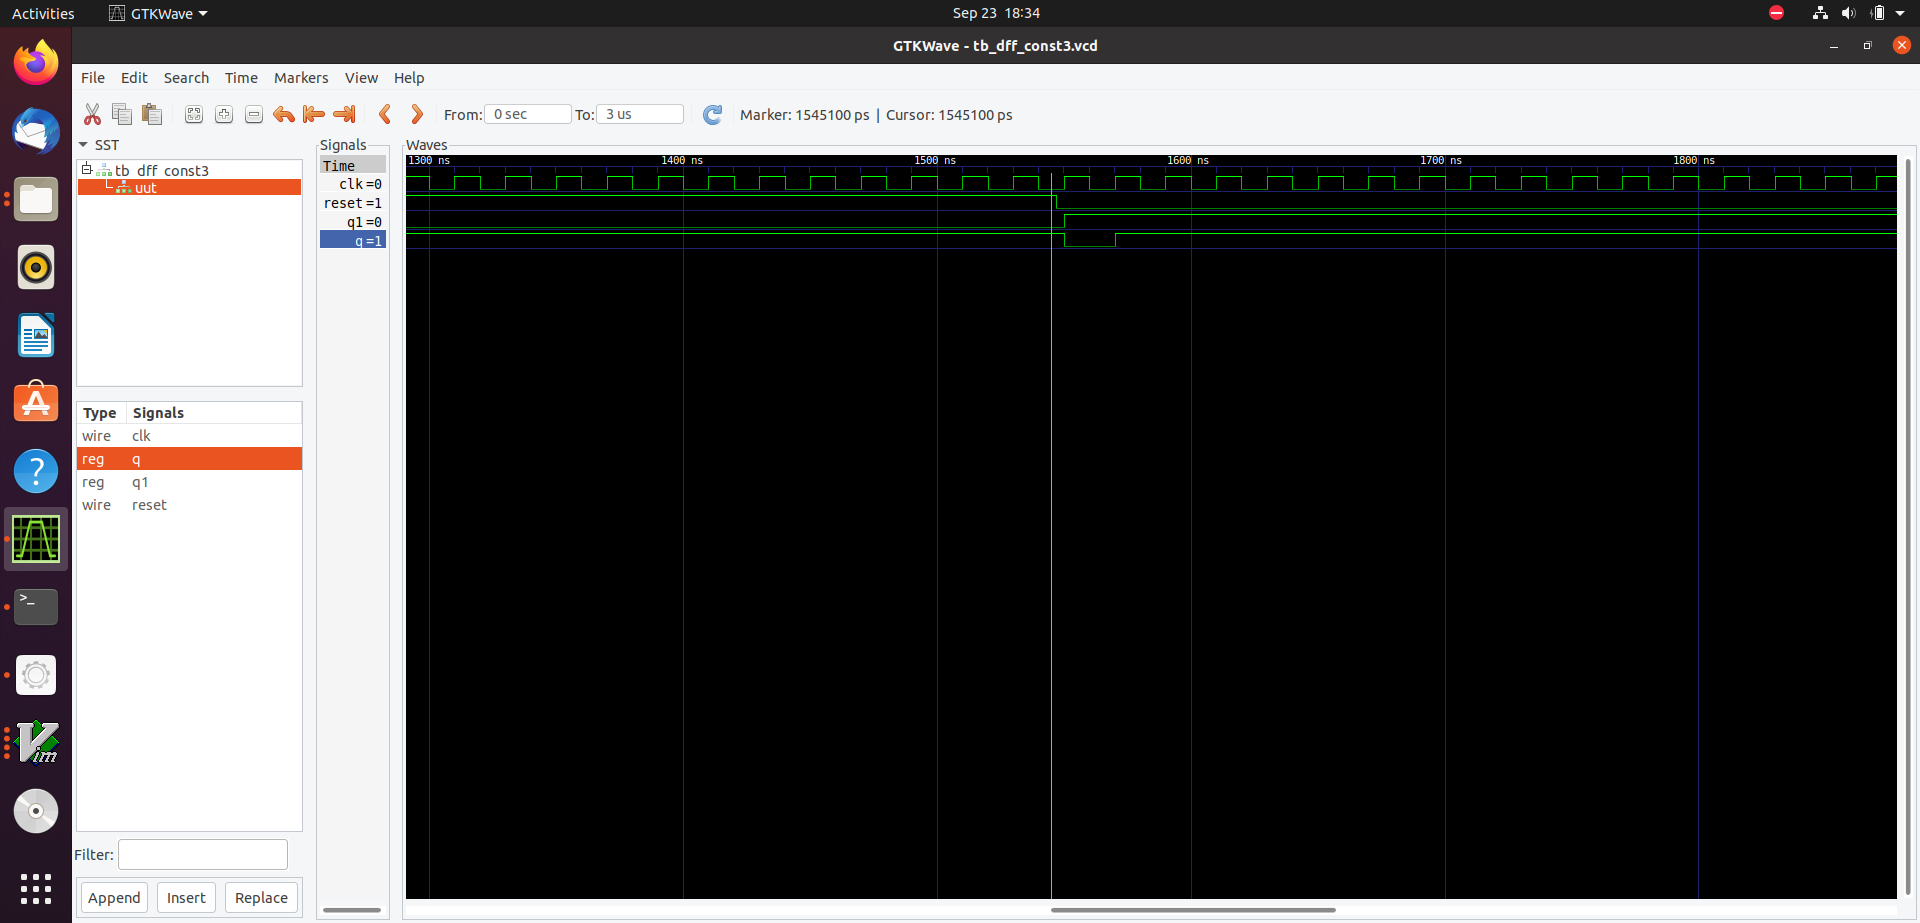 Activities
GTKWave
Sep 23 18:34
GTKWave - tb_dff_const3.vcd
File Edit Search Time Markers View Help
From: 0 sec To: 3 us
Marker: 1545100 ps | Cursor: 1545100 ps
SST
tb_dff_const3
uut
Type Signals
wire clk
reg q
reg q1
wire reset
Filter:
Append Insert Replace
Signals
Time
clk=0
reset=1
q1=0
q=1
Waves
1300 ns 1400 ns 1500 ns 1600 ns 1700 ns 1800 ns